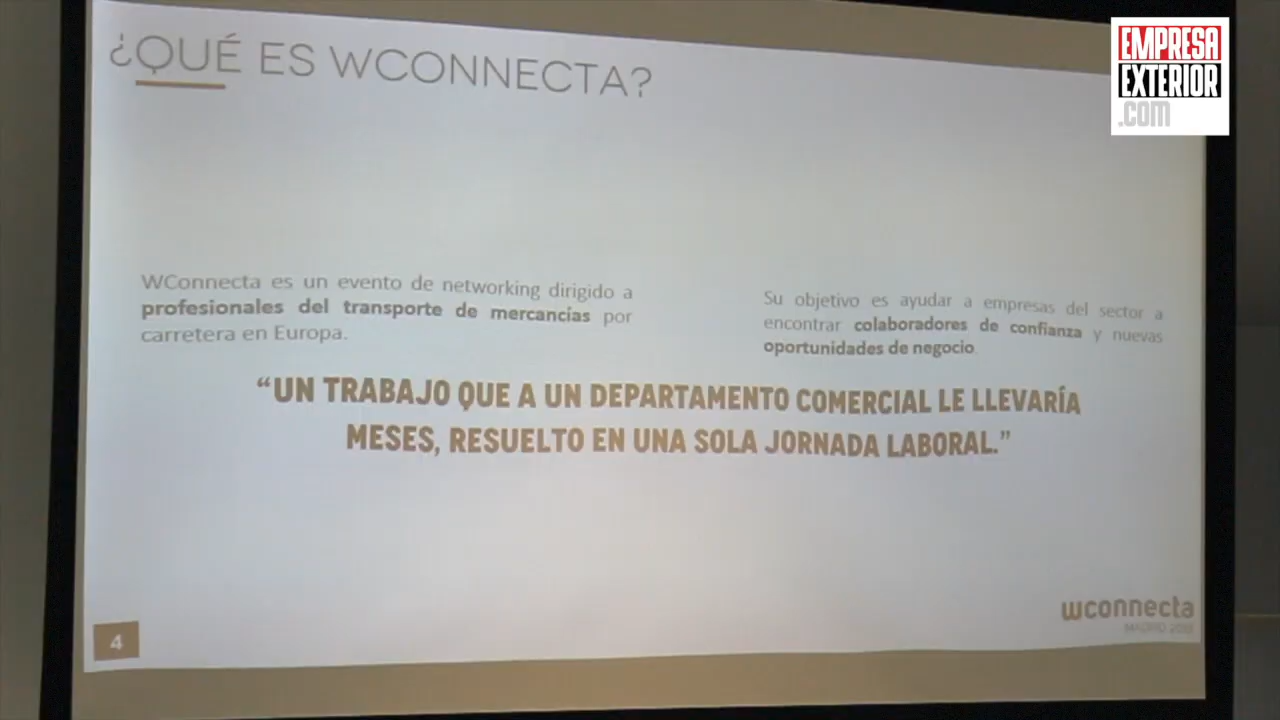 ¿QUÉ ES WCONNECTA?
EMPRESA
EXTERIOR
.com
WConnecta es un evento de networking dirigido a
profesionales del transporte de mercancías por
carretera en Europa.
Su objetivo es ayudar a empresas del sector a
encontrar colaboradores de confianza y nuevas
oportunidades de negocio
“UN TRABAJO QUE A UN DEPARTAMENTO COMERCIAL LE LLEVARÍA
MESES, RESUELTO EN UNA SOLA JORNADA LABORAL.”
wconnecta
MADRID
4